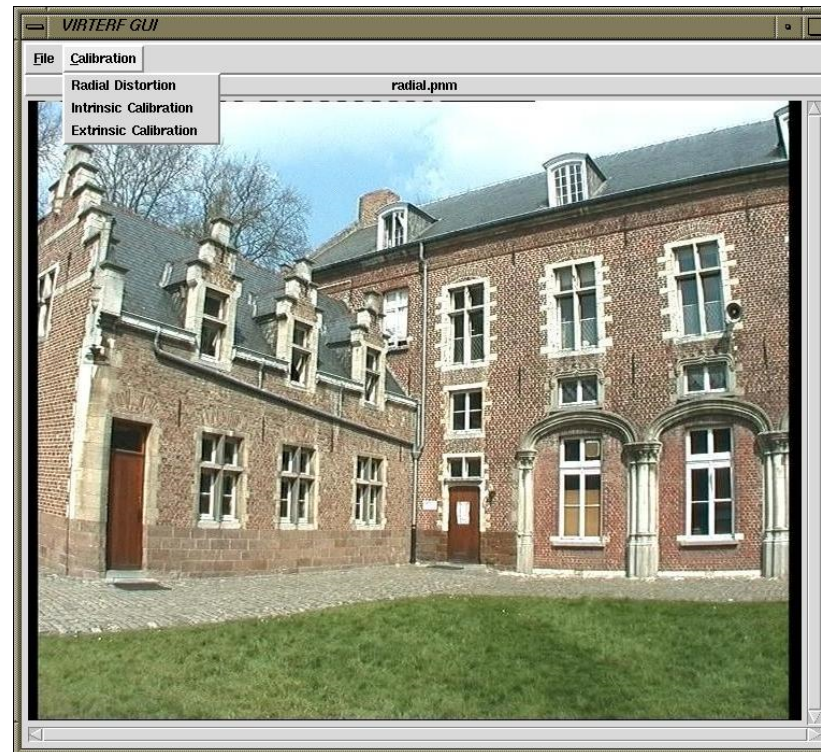 VIRTERF GUI
File Calibration
radial.pnm
Radial Distortion
Intrinsic Calibration
Extrinsic Calibration